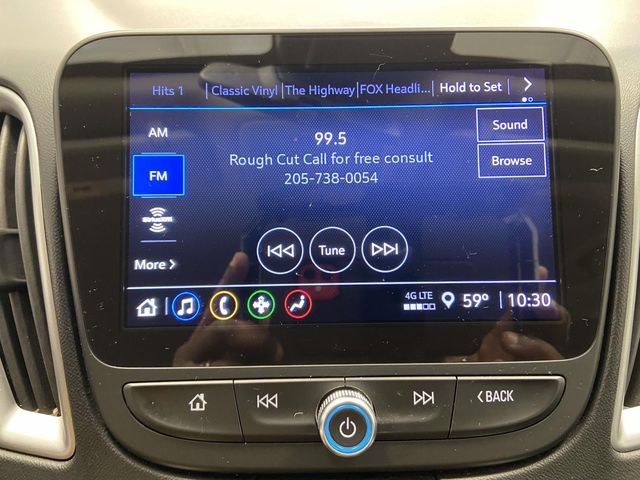 Hits 1 | Classic Vinyl | The Highway | FOX Headli... Hold to Set
AM
99.5
Sound
Rough Cut Call for free consult
Browse
FM
205-738-0054
SiriusXM
Tune
More
4G LTE
59° 10:30
BACK